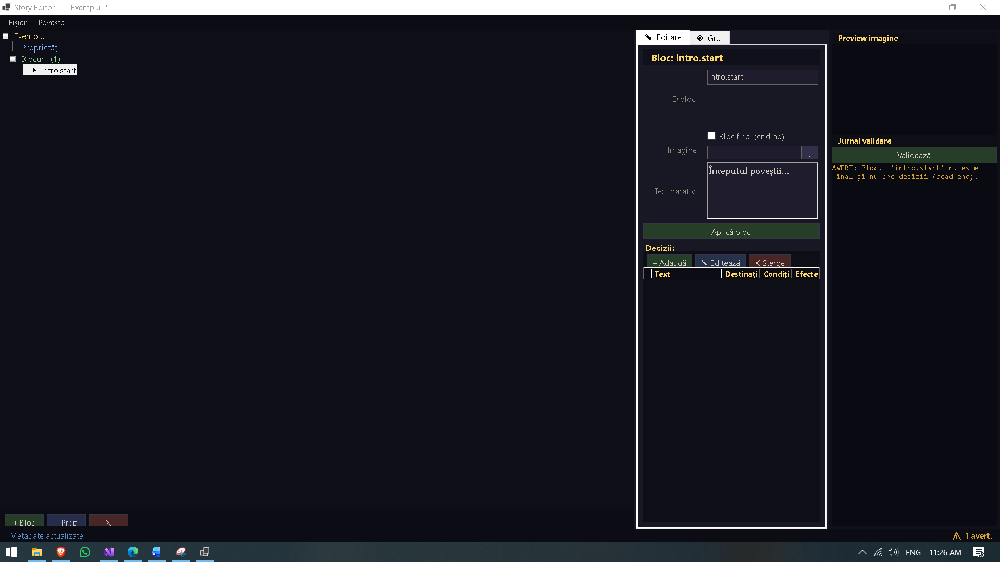 Story Editor — Exemplu *
Fișier Poveste
Exemplu
Proprietăți
Blocuri (1)
intro.start
+ Bloc + Prop
Metadate actualizate.
Editare Graf
Bloc: intro.start
intro.start
ID bloc:
Bloc final (ending)
Imagine
...
Începutul poveștii...
Text narativ:
Aplică bloc
Decizii:
+ Adaugă Editează Șterge
Text Destinați Condiți Efecte
Preview imagine
Jurnal validare
Validează
AVERT: Blocul 'intro.start' nu este
final și nu are decizii (dead-end).
1 avert.
ENG 11:26 AM